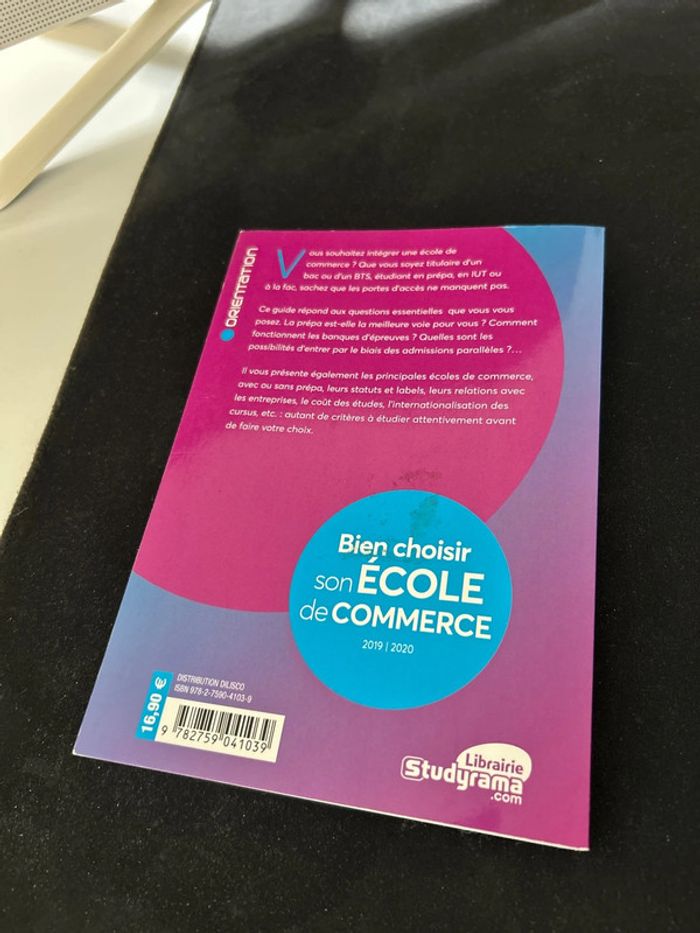 ORIENTATION
Vous souhaitez intégrer une école de
commerce ? Que vous soyez titulaire d'un
bac ou d'un BTS, étudiant en prépa, en IUT ou
à la fac, sachez que les portes d'accès ne manquent pas.
Ce guide répond aux questions essentielles que vous vous
posez. La prépa est-elle la meilleure voie pour vous ? Comment
fonctionnent les banques d'épreuves ? Quelles sont les
possibilités d'entrer par le biais des admissions parallèles ?...
Il vous présente également les principales écoles de commerce,
avec ou sans prépa, leurs statuts et labels, leurs relations avec
les entreprises, le coût des études, l'internationalisation des
cursus, etc. : autant de critères à étudier attentivement avant
de faire votre choix.
Bien choisir
son ÉCOLE
de COMMERCE
2019 | 2020
16,90 €
DISTRIBUTION DILISCO
ISBN 978-2-7590-4103-9
9 782759 041039
Librairie
Studyrama
.com